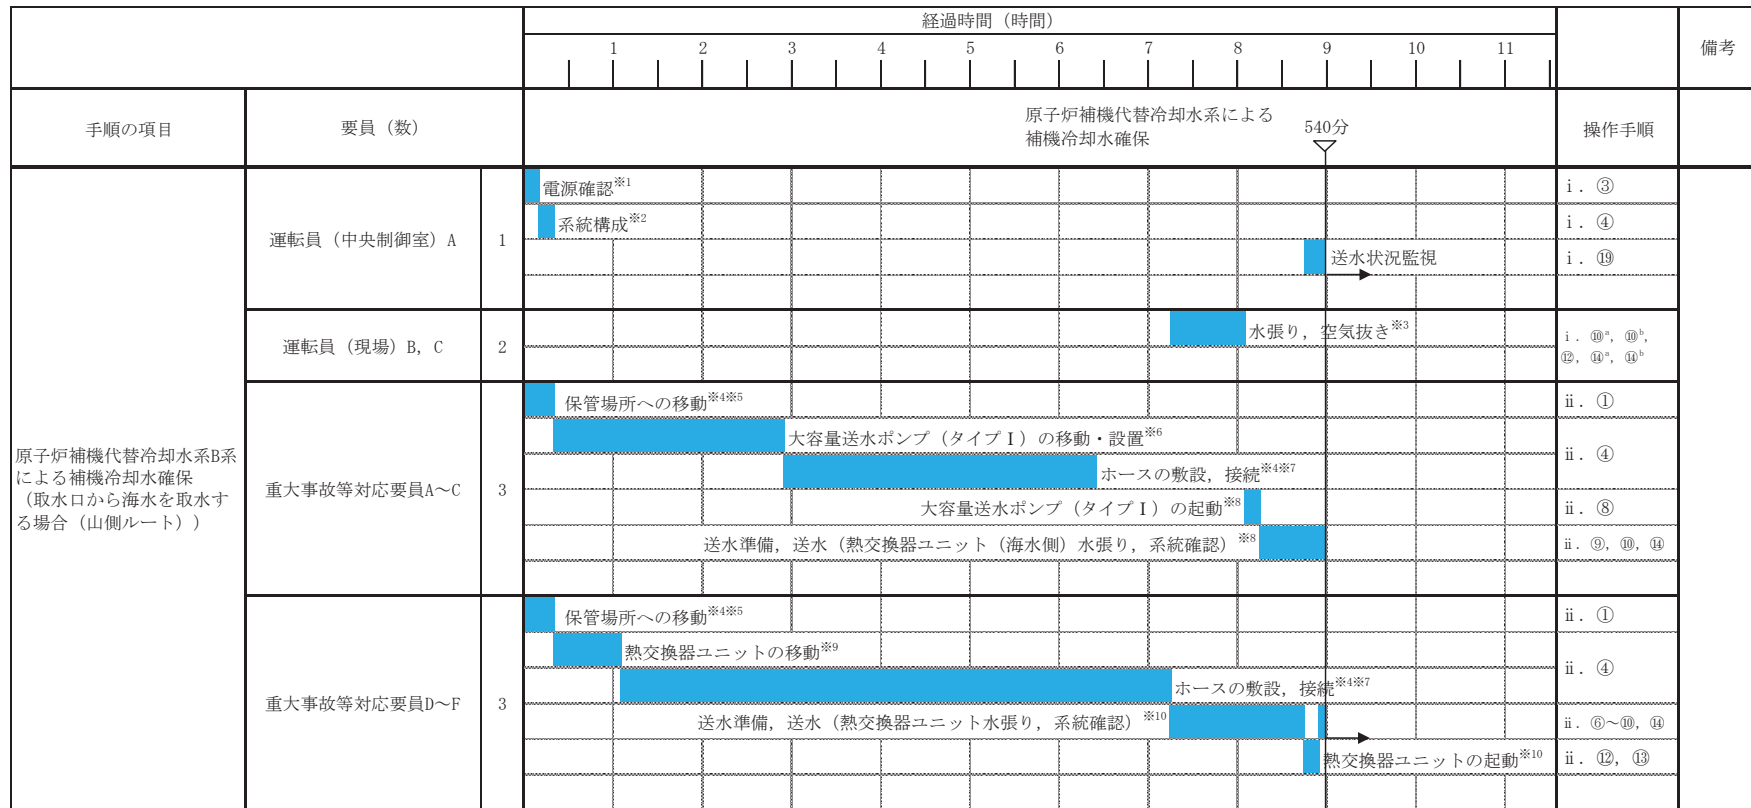 経過時間（時間）
1 2 3 4 5 6 7 8 9 10 11
備考
手順の項目
要員（数）
原子炉補機代替冷却水系による
補機冷却水確保
540分
操作手順
原子炉補機代替冷却水系B系
による補機冷却水確保
（取水口から海水を取水す
る場合（山側ルート））
運転員（中央制御室）A
1
電源確認※1
ⅰ．③
系統構成※2
ⅰ．④
送水状況監視
ⅰ．⑲
運転員（現場）B，C
2
水張り，空気抜き※3
ⅰ．⑩a，⑩b，
⑫，⑭a，⑭b
重大事故等対応要員A～C
3
保管場所への移動※4※5
ⅱ．①
大容量送水ポンプ（タイプⅠ）の移動・設置※6
ⅱ．④
ホースの敷設，接続※4※7
大容量送水ポンプ（タイプⅠ）の起動※8
ⅱ．⑧
送水準備，送水（熱交換器ユニット（海水側）水張り，系統確認）※8
ⅱ．⑨，⑩，⑭
重大事故等対応要員D～F
3
保管場所への移動※4※5
ⅱ．①
熱交換器ユニットの移動※9
ⅱ．④
ホースの敷設，接続※4※7
送水準備，送水（熱交換器ユニット水張り，系統確認）※10
ⅱ．⑥～⑩，⑭
熱交換器ユニットの起動※10
ⅱ．⑫，⑬